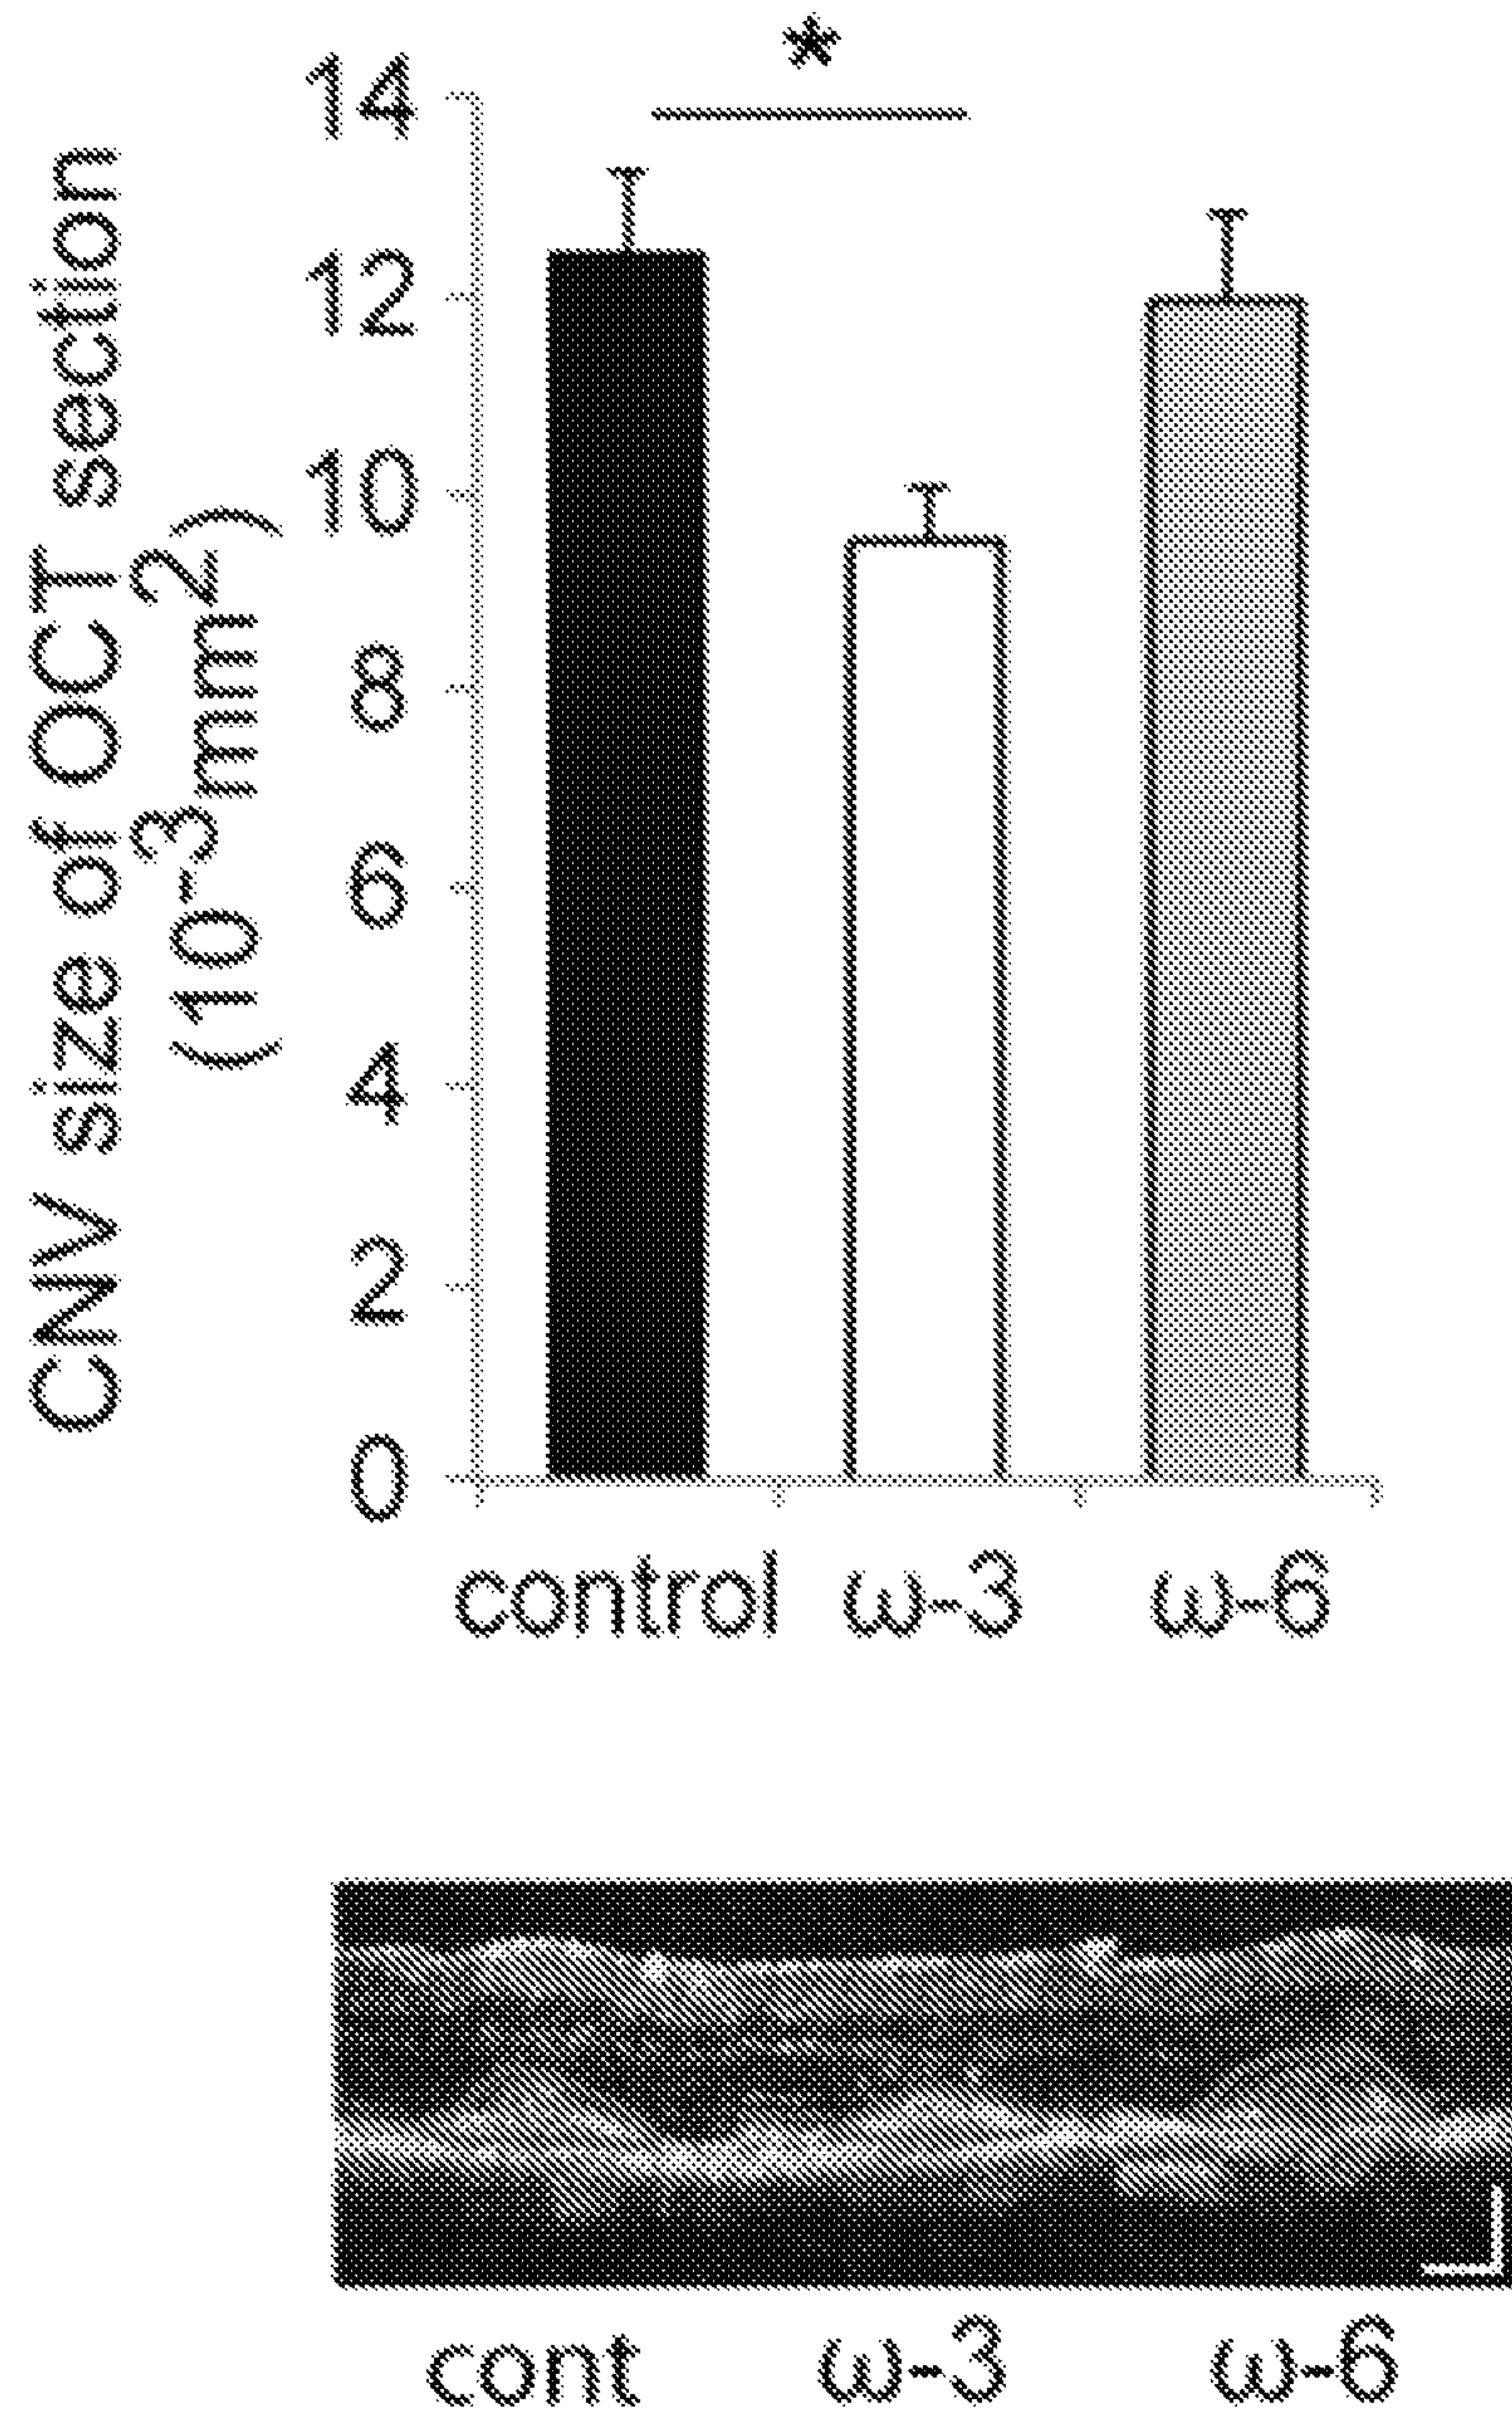 *
CNV size of OCT section
(10⁻³mm²)
14
12
10
8
6
4
2
0
control ω-3 ω-6
cont ω-3 ω-6